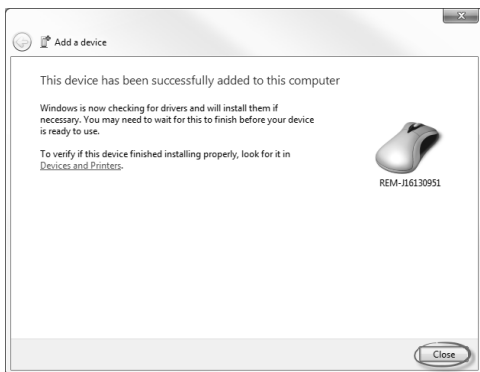 Add a device
This device has been successfully added to this computer
Windows is now checking for drivers and will install them if
necessary. You may need to wait for this to finish before your device
is ready to use.
To verify if this device finished installing properly, look for it in
Devices and Printers.
REM-J16130951
Close